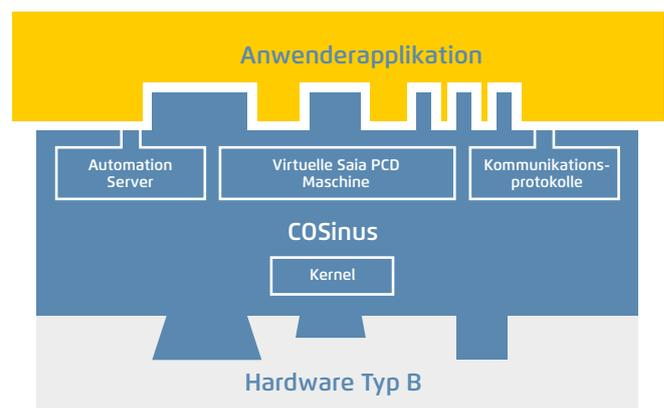 Anwenderapplikation
Automation
Server
Virtuelle Saia PCD
Maschine
Kommunikations-
protokolle
COSinus
Kernel
Hardware Typ B